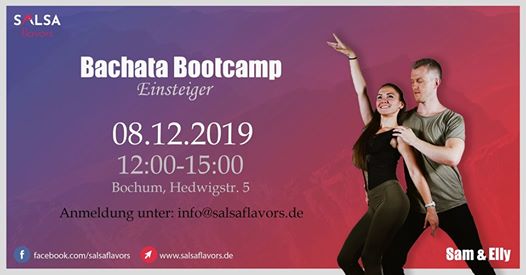 SALSA
flavors
Bachata Bootcamp
Einsteiger
08.12.2019
12:00-15:00
Bochum, Hedwigstr. 5
Anmeldung unter: info@salsaflavors.de
facebook.com/salsaflavors
www.salsaflavors.de
Sam & Elly